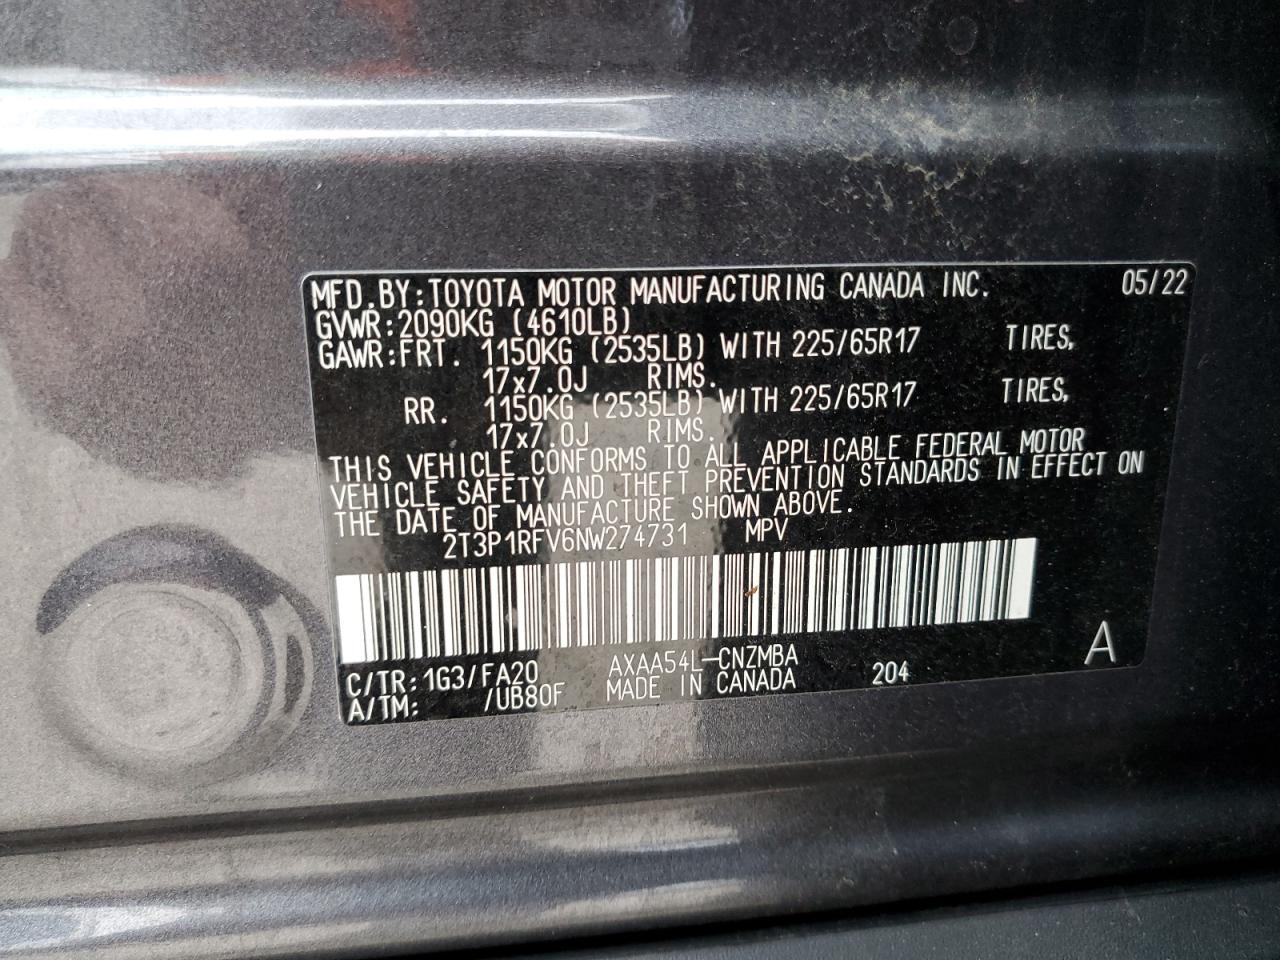 MFD.BY:TOYOTA MOTOR MANUFACTURING CANADA INC. 05/22
GVWR:2090KG (4610LB)
GAWR:FRT. 1150KG (2535LB) WITH 225/65R17 TIRES,
17x7.0J RIMS.
RR. 1150KG (2535LB) WITH 225/65R17 TIRES,
17x7.0J RIMS.
THIS VEHICLE CONFORMS TO ALL APPLICABLE FEDERAL MOTOR
VEHICLE SAFETY AND THEFT PREVENTION STANDARDS IN EFFECT ON
THE DATE OF MANUFACTURE SHOWN ABOVE.
2T3P1RFV6NW274731 MPV
C/TR:1G3/FA20 AXAA54L-CNZMBA 204 A
A/TM: /UB80F MADE IN CANADA